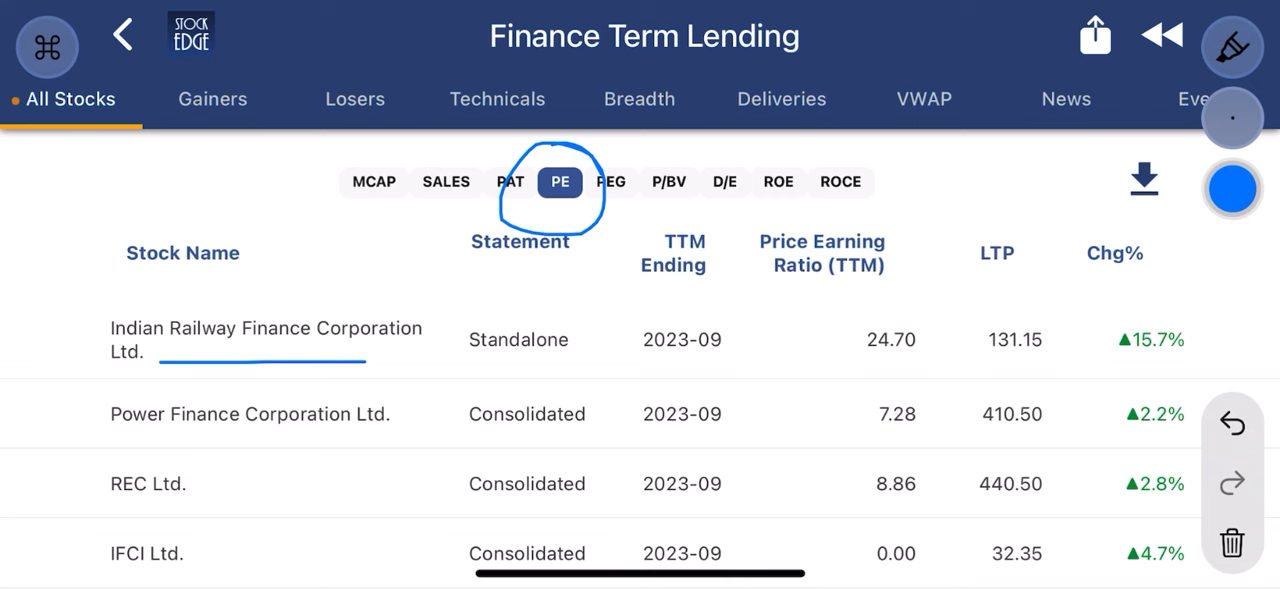 STOCK
EDGE
Finance Term Lending
All Stocks Gainers Losers Technicals Breadth Deliveries VWAP News Eve
MCAP SALES PAT PE PEG P/BV D/E ROE ROCE
Stock Name Statement TTM Ending Price Earning Ratio (TTM) LTP Chg%
Indian Railway Finance Corporation
Ltd. Standalone 2023-09 24.70 131.15 ▲15.7%
Power Finance Corporation Ltd. Consolidated 2023-09 7.28 410.50 ▲2.2%
REC Ltd. Consolidated 2023-09 8.86 440.50 ▲2.8%
IFCI Ltd. Consolidated 2023-09 0.00 32.35 ▲4.7%